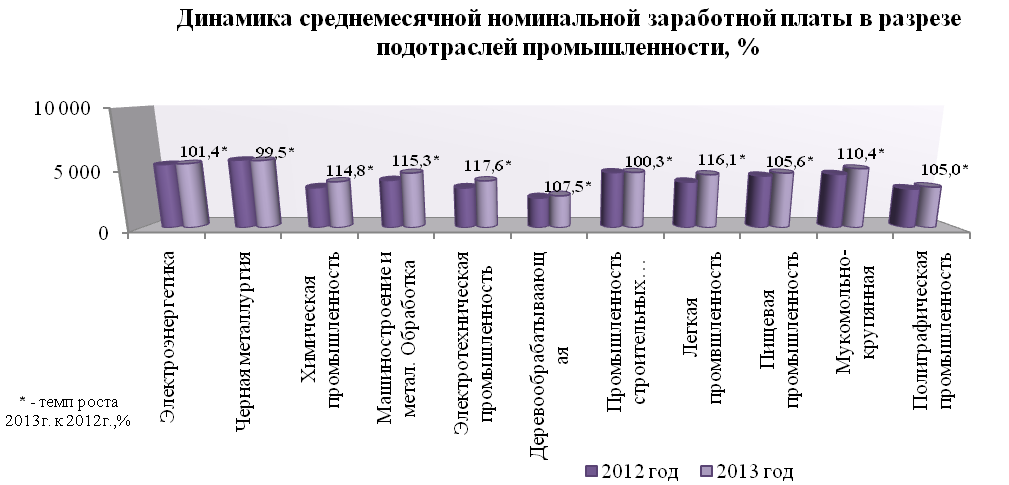 Динамика среднемесячной номинальной заработной платы в разрезе
подотраслей промышленности, %
10 000
5 000
0
101,4*
99,5*
114,8*
115,3*
117,6*
107,5*
100,3*
116,1*
105,6*
110,4*
105,0*
Электроэнергетика
Черная металлургия
Химическая
промышленность
Машиностроение и
метал. Обработка
Электротехническая
промышленность
Деревообрабатываающ
ая
Промышленность
строительных…
Легкая
промвшленность
Пищевая
промышленность
Мукомольно-
крупянная
Полиграфическая
промышленность
* - темп роста
2013г. к 2012г.,%
2012 год
2013 год